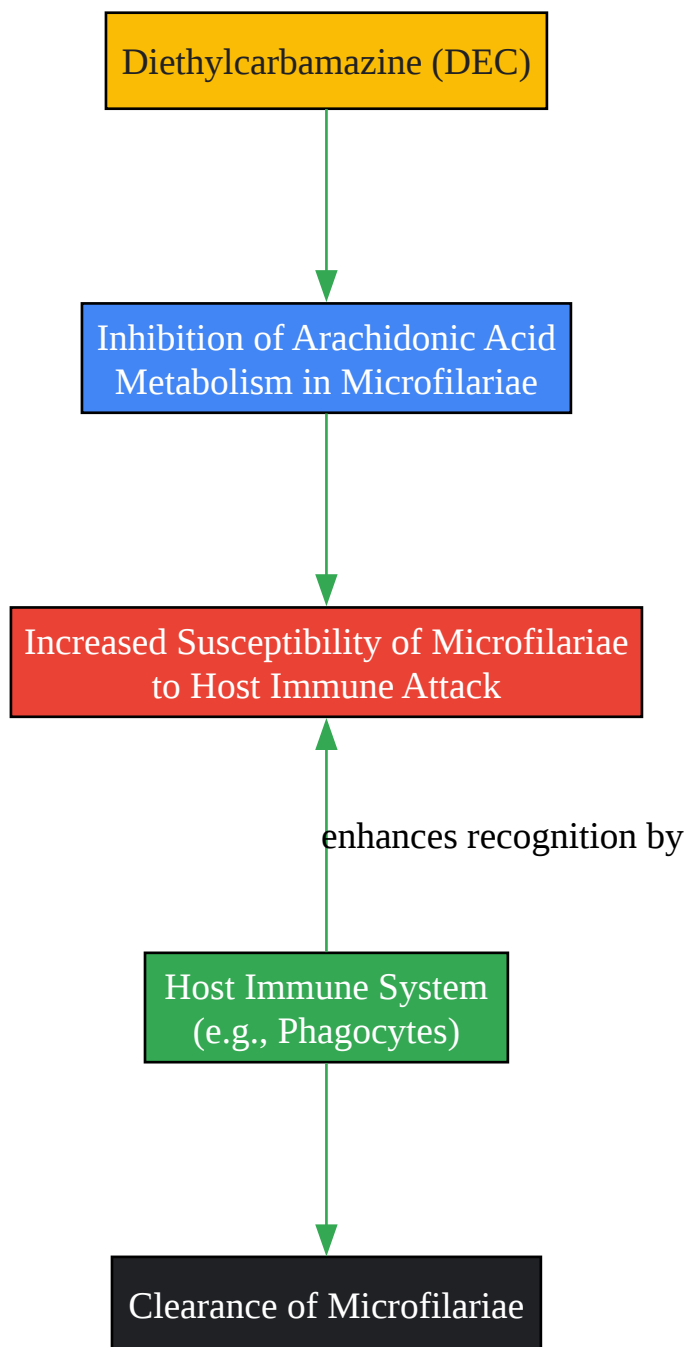 Diethylcarbamazine (DEC)
Inhibition of Arachidonic Acid
Metabolism in Microfilariae
Increased Susceptibility of Microfilariae
to Host Immune Attack
enhances recognition by
Host Immune System
(e.g., Phagocytes)
Clearance of Microfilariae